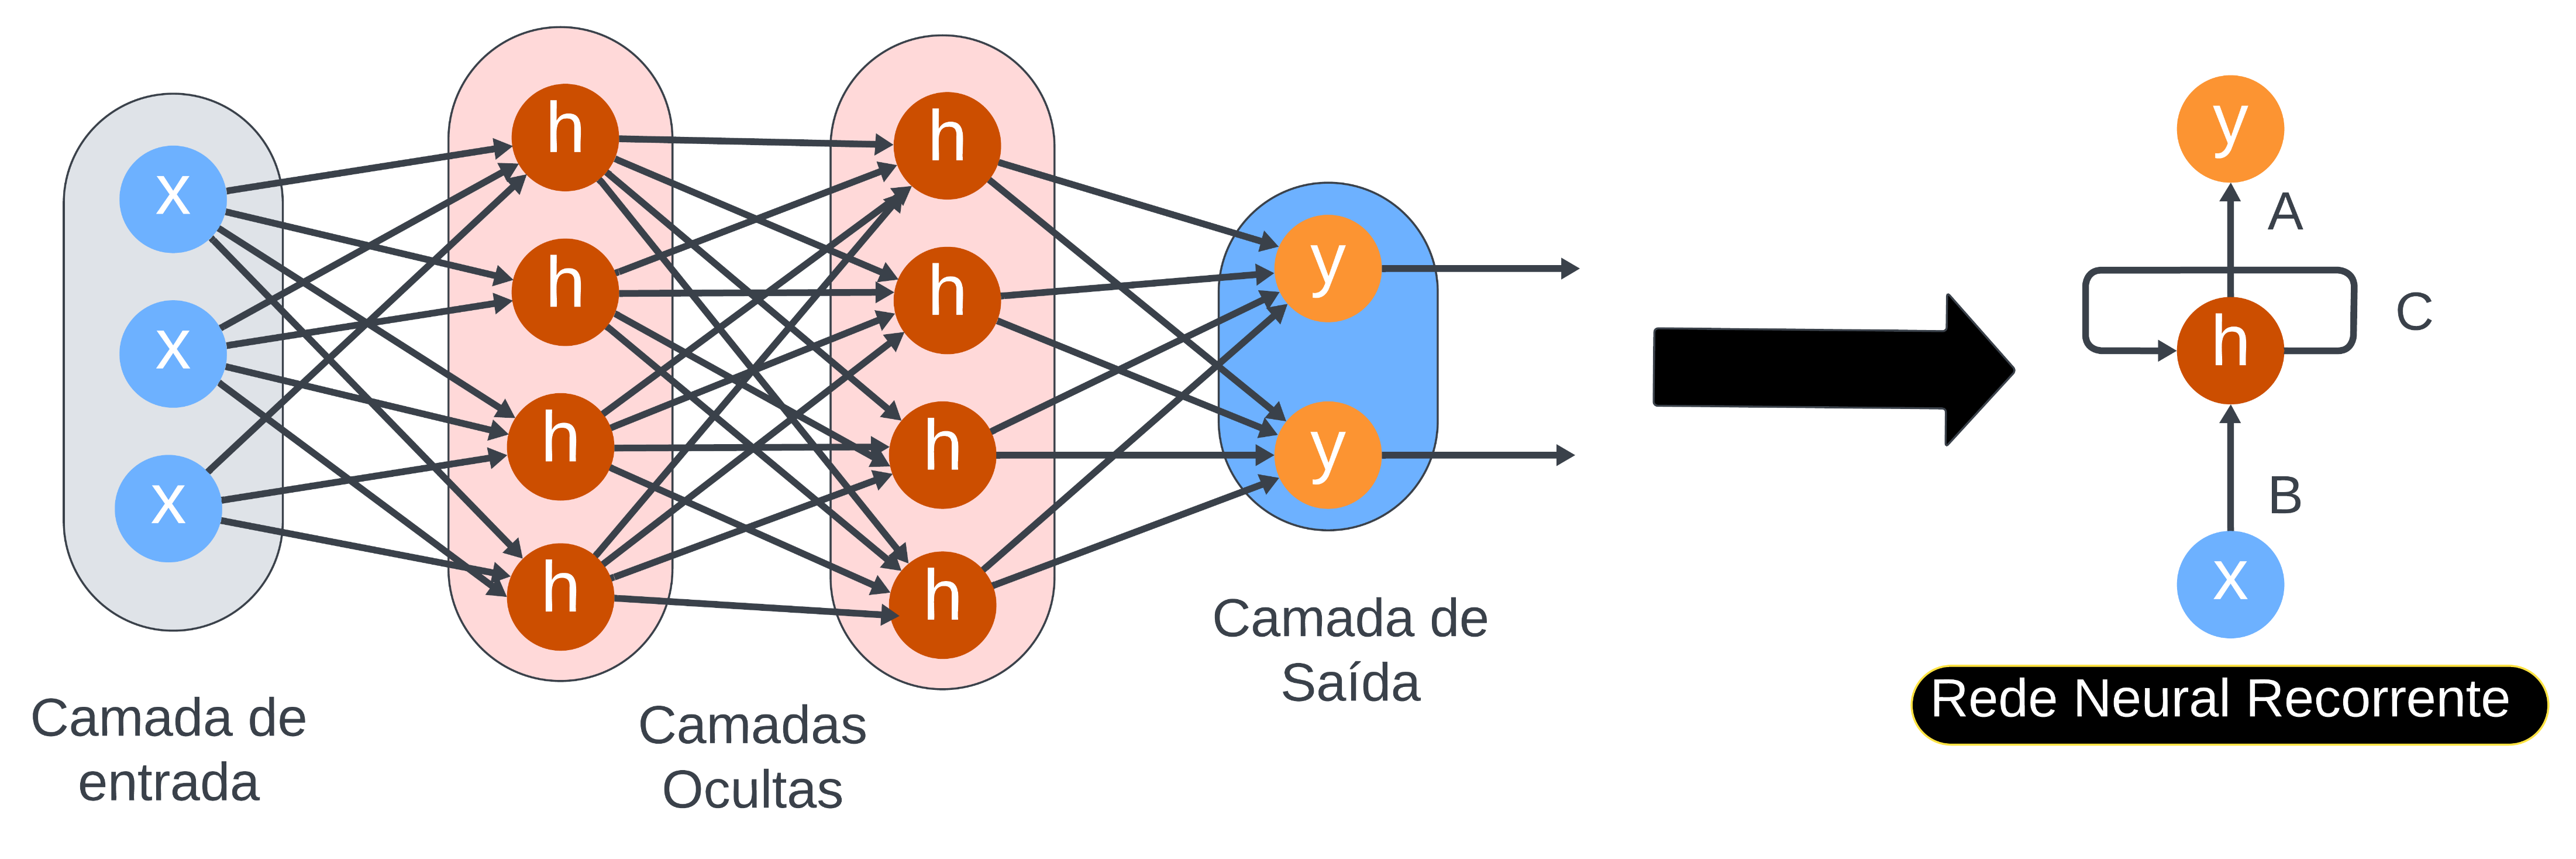 x
x
x
h
h
h
h
h
h
h
h
y
y
Camada de
entrada
Camadas
Ocultas
Camada de
Saída
y
A
C
h
B
x
Rede Neural Recorrente